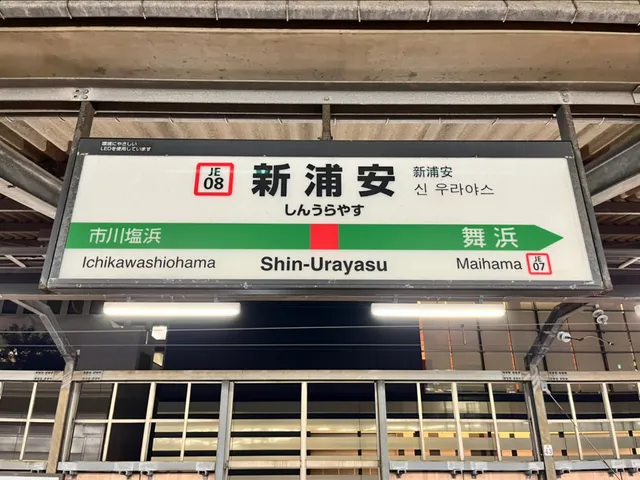 環境にやさしい
LEDを使用しています
JE
08
新浦安
新浦安
신 우라야스
しんうらやす
市川塩浜
舞浜
Ichikawashiohama
Shin-Urayasu
Maihama
JE
07